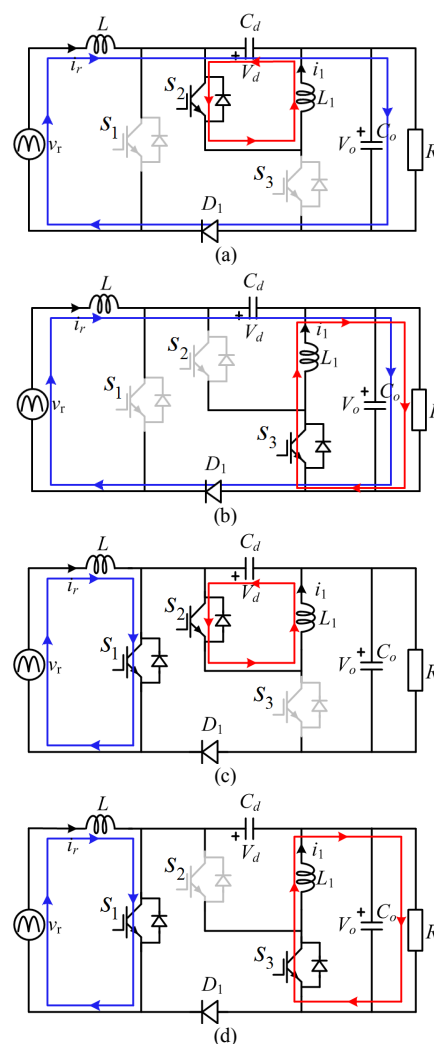 L C_d
i_r + V_d i_1
S_2 L_1
v_r S_1 V_o + C_o R
S_3
D_1
(a)
L C_d
i_r V_d i_1
S_2 L_1
v_r S_1 V_o + C_o
S_3
D_1
(b)
L C_d
i_r + V_d i_1
S_2 L_1
v_r S_1 V_o + C_o R
S_3
D_1
(c)
L C_d
i_r + V_d i_1
S_2 L_1
v_r S_1 V_o + C_o R
S_3
D_1
(d)